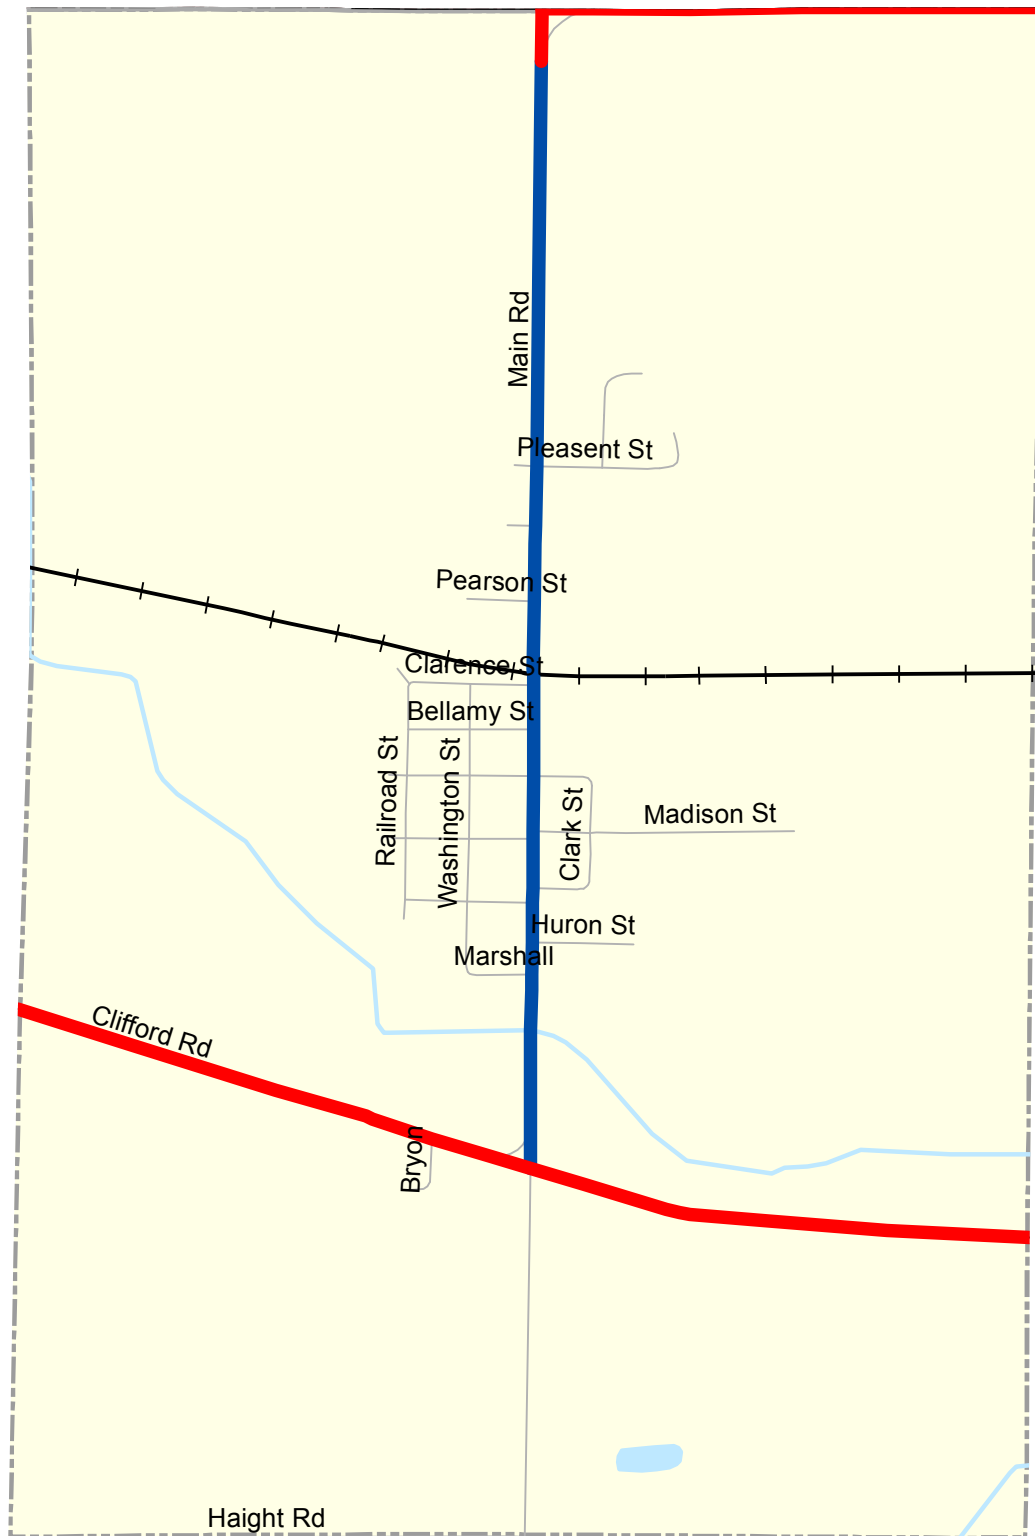 Main Rd
Pleasent St
Pearson St
Clarence St
Bellamy St
Railroad St
Washington St
Clark St
Madison St
Huron St
Marshall
Clifford Rd
Bryon
Haight Rd